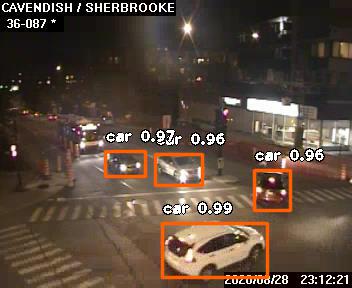 CAVENDISH / SHERBROOKE
36-087 *
car 0.97
car 0.96
car 0.96
car 0.99
2020/08/28 23:12:21